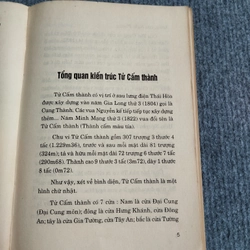 Tổng quan kiến trúc Tử Cấm thành
Tử Cấm thành có vị trí ở sau lưng điện Thái Hòa
được xây dựng vào năm Gia Long thứ 3 (1804) gọi là
Cung Thành. Các vua Nguyễn kế tiếp tiếp tục xây dựng
thêm. Năm Minh Mạng thứ 3 (1822) vào đổi tên là
Tử Cấm thành (Thành cấm màu tía).
Chu vi Tử Cấm thành gồm 307 trượng 3 thước 4
tấc (1.229m36), trước và sau mỗi mặt dài 81 trượng
(324m); tả và hữu mỗi mặt dài 72 trượng 6 thước 7
tấc (290m68). Thành cao 9 thước 3 tấc (3m72), dày 1 thước
8 tấc (0m72).
Như vậy, xét về bình diện, Tử Cấm thành là một
hình chữ nhật.
Tử Cấm thành có 7 cửa : Nam là cửa Đại Cung
(Đại Cung môn); đông là cửa Hưng Khánh, cửa Đông
An; tây là cửa Gia Tường, cửa Tây An; bắc là cửa Tường
5